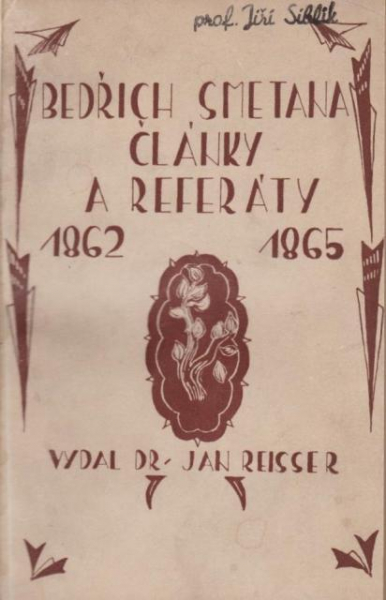 prof. Jiří Siblík
BEDŘICH SMETANA
ČLÁNKY
A REFERÁTY
1862 1865
VYDAL DR. JAN REISSER